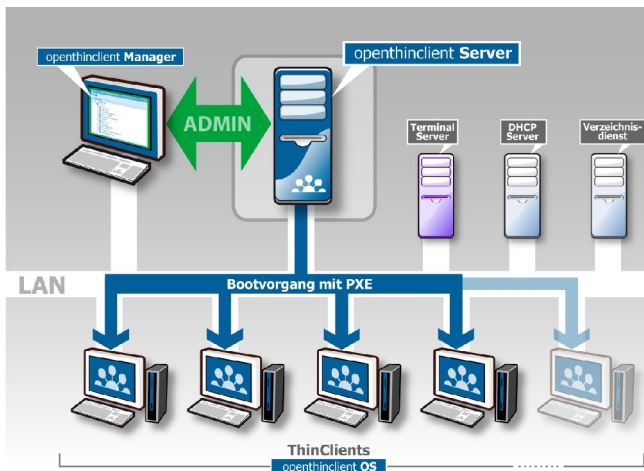 openthinclient Manager
openthinclient Server
ADMIN
Terminal
Server
DHCP
Server
Verzeichnis-
dienst
LAN
Bootvorgang mit PXE
ThinClients
openthinclient OS